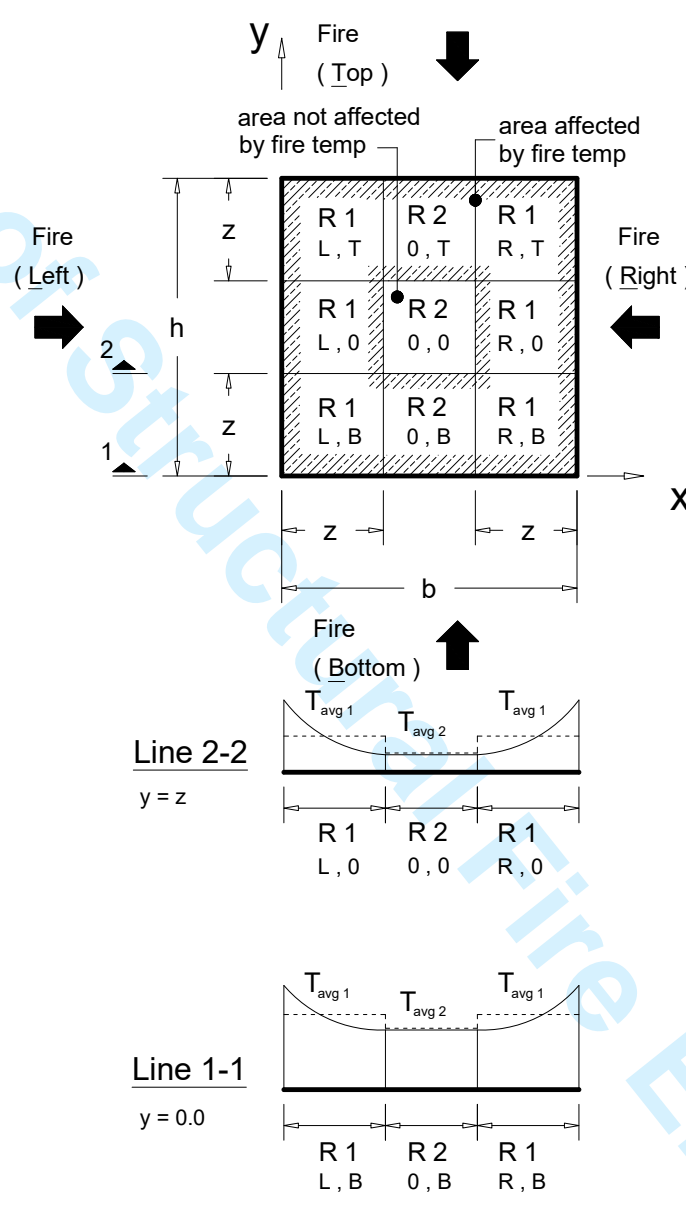 y
Fire
( Top )
area not affected
by fire temp
area affected
by fire temp
Fire
( Left )
Fire
( Right )
z
h
z
2
1
R 1
L , T
R 2
0 , T
R 1
R , T
R 1
L , 0
R 2
0 , 0
R 1
R , 0
R 1
L , B
R 2
0 , B
R 1
R , B
x
z
z
b
Fire
( Bottom )
T avg 1
T avg 2
T avg 1
Line 2-2
y = z
R 1
L , 0
R 2
0 , 0
R 1
R , 0
T avg 1
T avg 2
T avg 1
Line 1-1
y = 0.0
R 1
L , B
R 2
0 , B
R 1
R , B
of Structural Fire